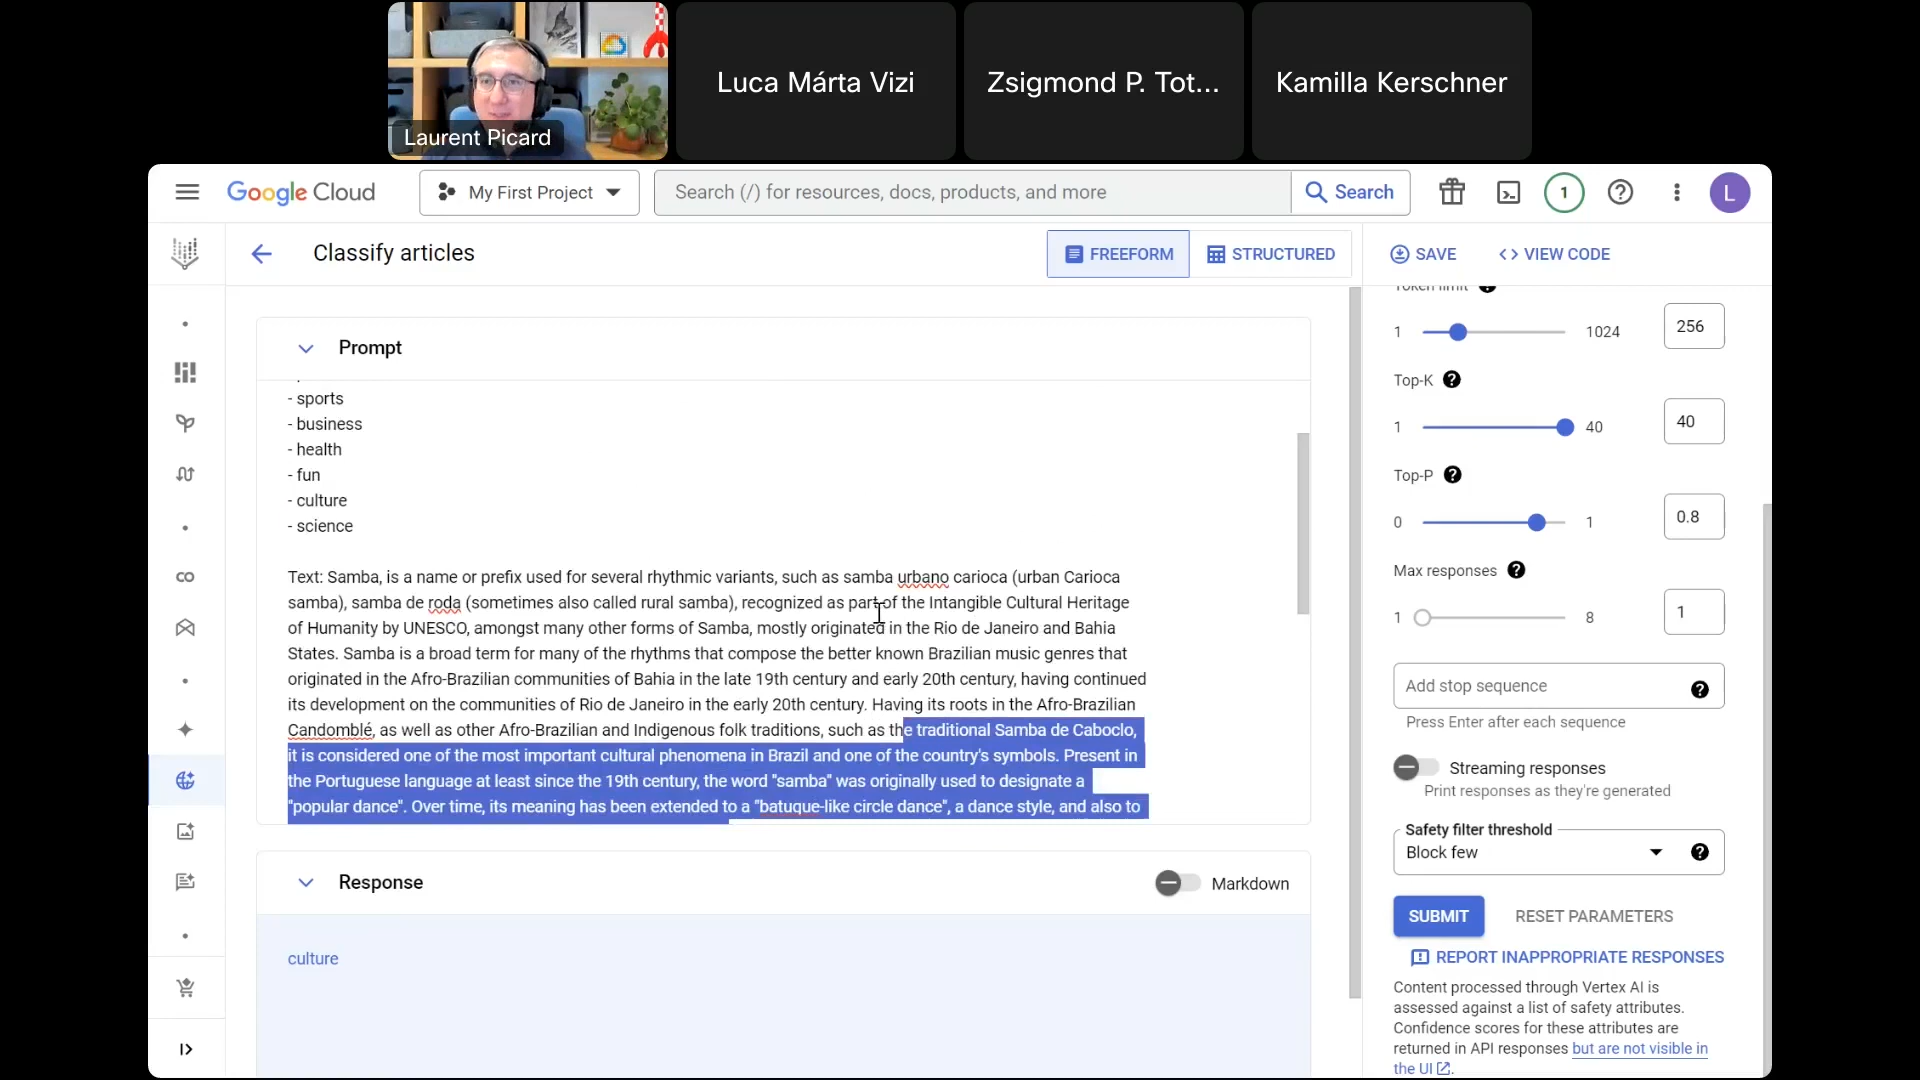 Laurent Picard
Luca Márta Vizi
Zsigmond P. Tot...
Kamilla Kerschner
Google Cloud
My First Project
Search (/) for resources, docs, products, and more
Search
1
L
Classify articles
FREEFORM
STRUCTURED
SAVE
<> VIEW CODE
Prompt
- sports
- business
- health
- fun
- culture
- science
Text: Samba, is a name or prefix used for several rhythmic variants, such as samba urbano carioca (urban Carioca
samba), samba de roda (sometimes also called rural samba), recognized as part of the Intangible Cultural Heritage
of Humanity by UNESCO, amongst many other forms of Samba, mostly originated in the Rio de Janeiro and Bahia
States. Samba is a broad term for many of the rhythms that compose the better known Brazilian music genres that
originated in the Afro-Brazilian communities of Bahia in the late 19th century and early 20th century, having continued
its development on the communities of Rio de Janeiro in the early 20th century. Having its roots in the Afro-Brazilian
Candomblé, as well as other Afro-Brazilian and Indigenous folk traditions, such as the traditional Samba de Caboclo,
it is considered one of the most important cultural phenomena in Brazil and one of the country's symbols. Present in
the Portuguese language at least since the 19th century, the word "samba" was originally used to designate a
"popular dance". Over time, its meaning has been extended to a "batuque-like circle dance", a dance style, and also to
Response
Markdown
culture
Token limit
1
1024
256
Top-K
1
40
40
Top-P
0
1
0.8
Max responses
1
8
1
Add stop sequence
Press Enter after each sequence
Streaming responses
Print responses as they're generated
Safety filter threshold
Block few
SUBMIT
RESET PARAMETERS
REPORT INAPPROPRIATE RESPONSES
Content processed through Vertex AI is
assessed against a list of safety attributes.
Confidence scores for these attributes are
returned in API responses but are not visible in
the UI.